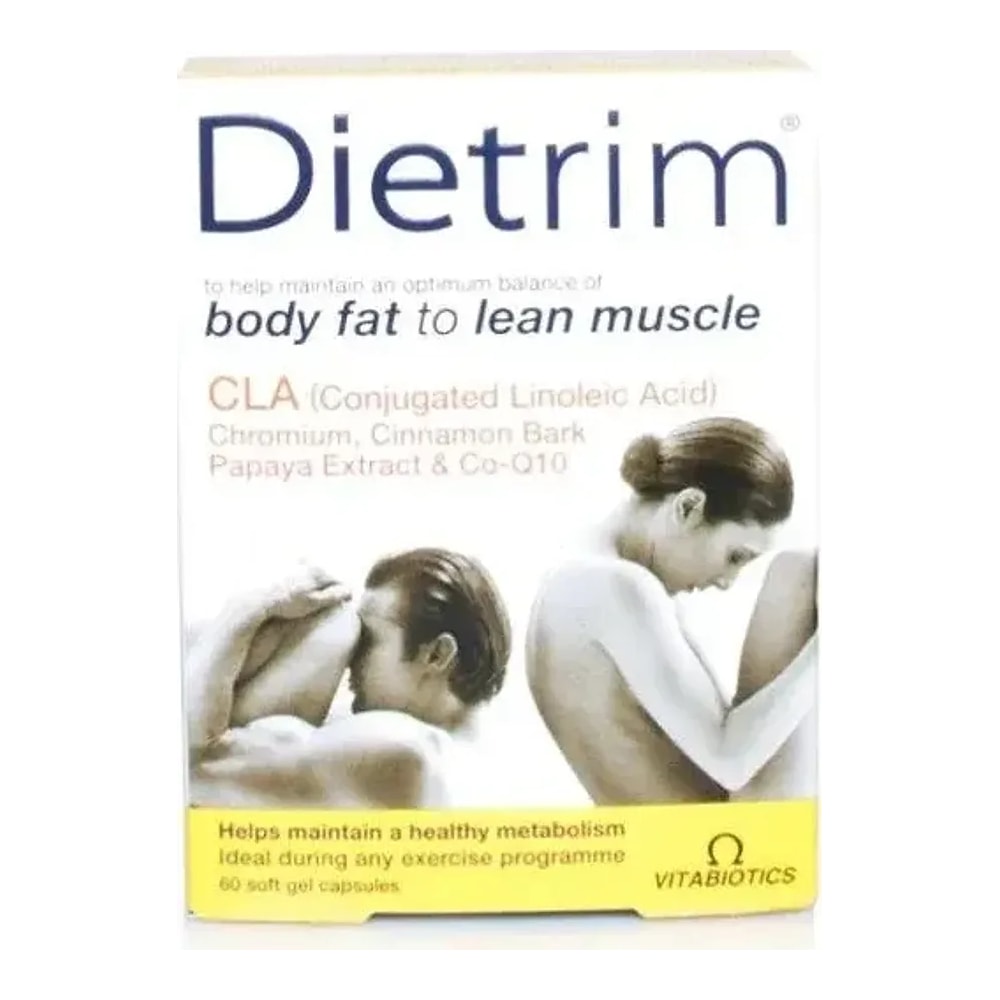 Dietrim®
to help maintain an optimum balance of
body fat to lean muscle
CLA (Conjugated Linoleic Acid)
Chromium, Cinnamon Bark
Papaya Extract & Co-Q10
Helps maintain a healthy metabolism
Ideal during any exercise programme
60 soft gel capsules
VITABIOTICS